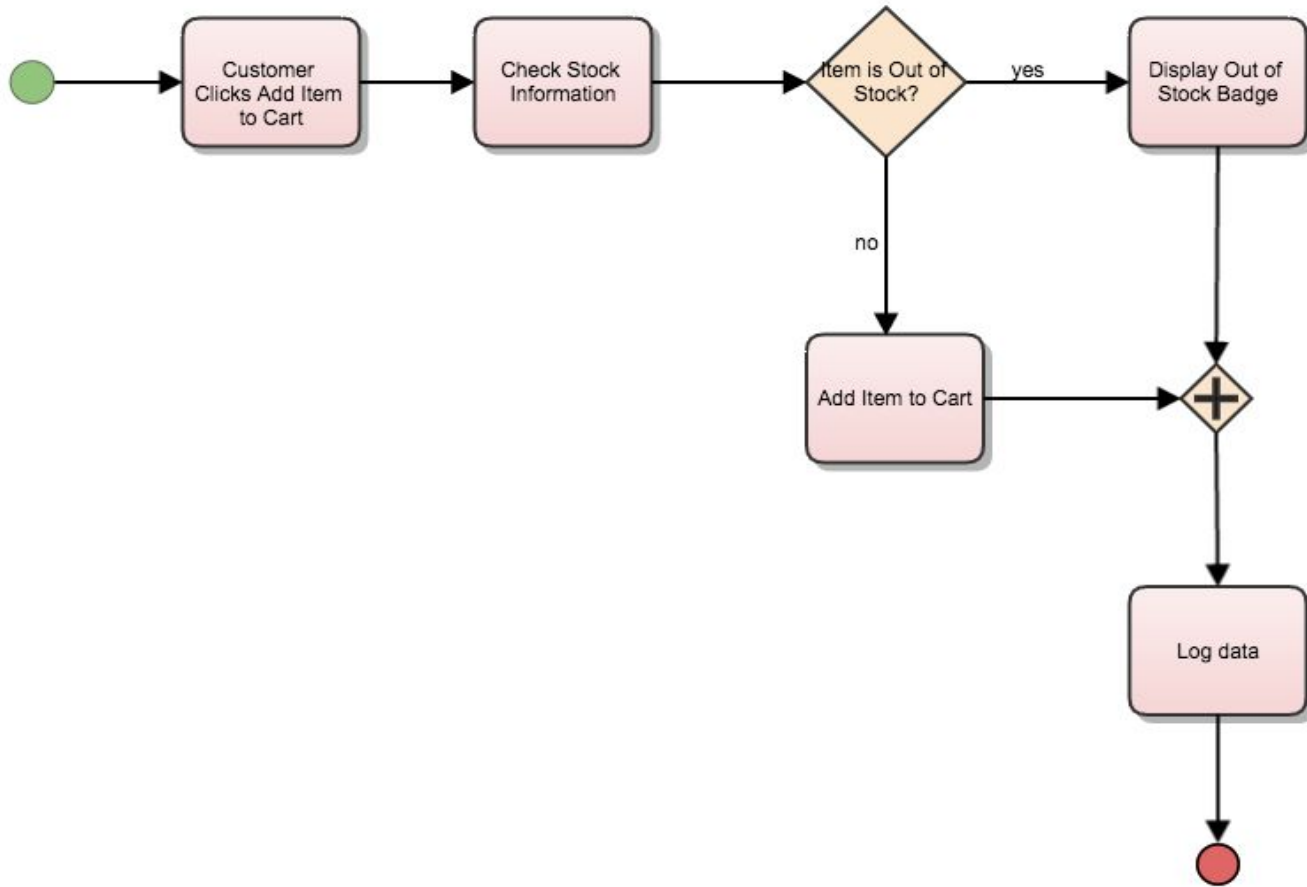 Customer
Clicks Add Item
to Cart
Check Stock
Information
Item is Out of
Stock?
yes
Display Out of
Stock Badge
no
Add Item to Cart
Log data